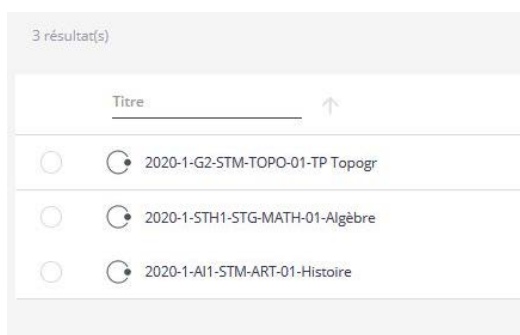 3 résultat(s)
Titre
2020-1-G2-STM-TOPO-01-TP Topogr
2020-1-STH1-STG-MATH-01-Algèbre
2020-1-AI1-STM-ART-01-Histoire